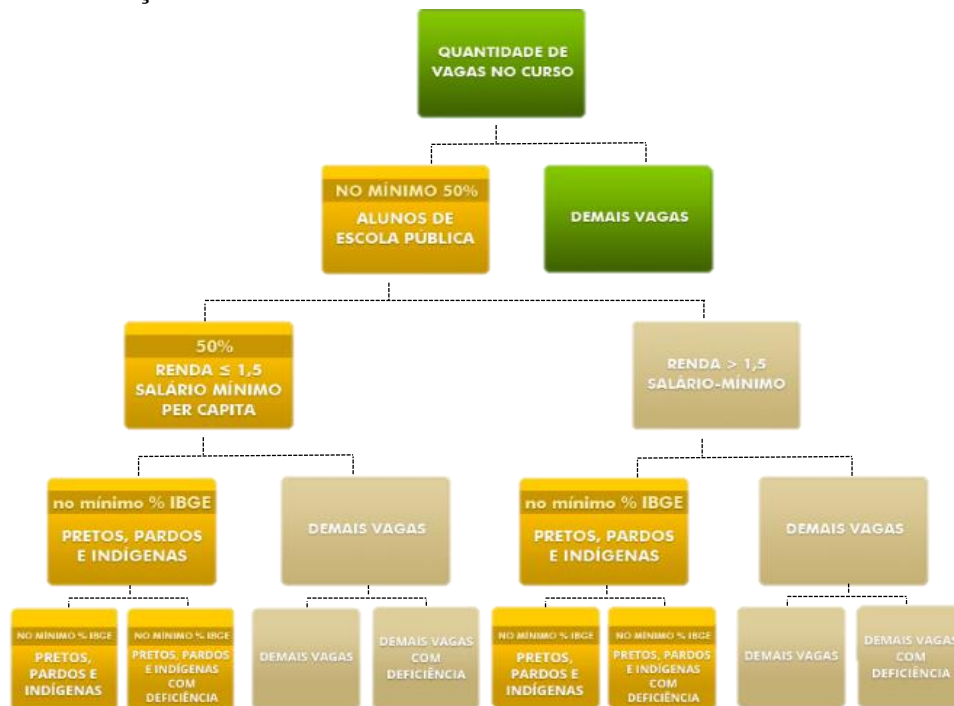 QUANTIDADE DE
VAGAS NO CURSO
NO MÍNIMO 50%
ALUNOS DE
ESCOLA PÚBLICA
DEMAIS VAGAS
50%
RENDA ≤ 1,5
SALÁRIO MÍNIMO
PER CAPITA
RENDA > 1,5
SALÁRIO-MÍNIMO
no mínimo % IBGE
PRETOS, PARDOS
E INDÍGENAS
DEMAIS VAGAS
no mínimo % IBGE
PRETOS, PARDOS
E INDÍGENAS
DEMAIS VAGAS
NO MÍNIMO % IBGE
PRETOS,
PARDOS E
INDÍGENAS
NO MÍNIMO % IBGE
PRETOS, PARDOS
E INDÍGENAS
COM
DEFICIÊNCIA
DEMAIS VAGAS
DEMAIS VAGAS
COM
DEFICIÊNCIA
NO MÍNIMO % IBGE
PRETOS,
PARDOS E
INDÍGENAS
NO MÍNIMO % IBGE
PRETOS, PARDOS
E INDÍGENAS
COM
DEFICIÊNCIA
DEMAIS VAGAS
DEMAIS VAGAS
COM
DEFICIÊNCIA